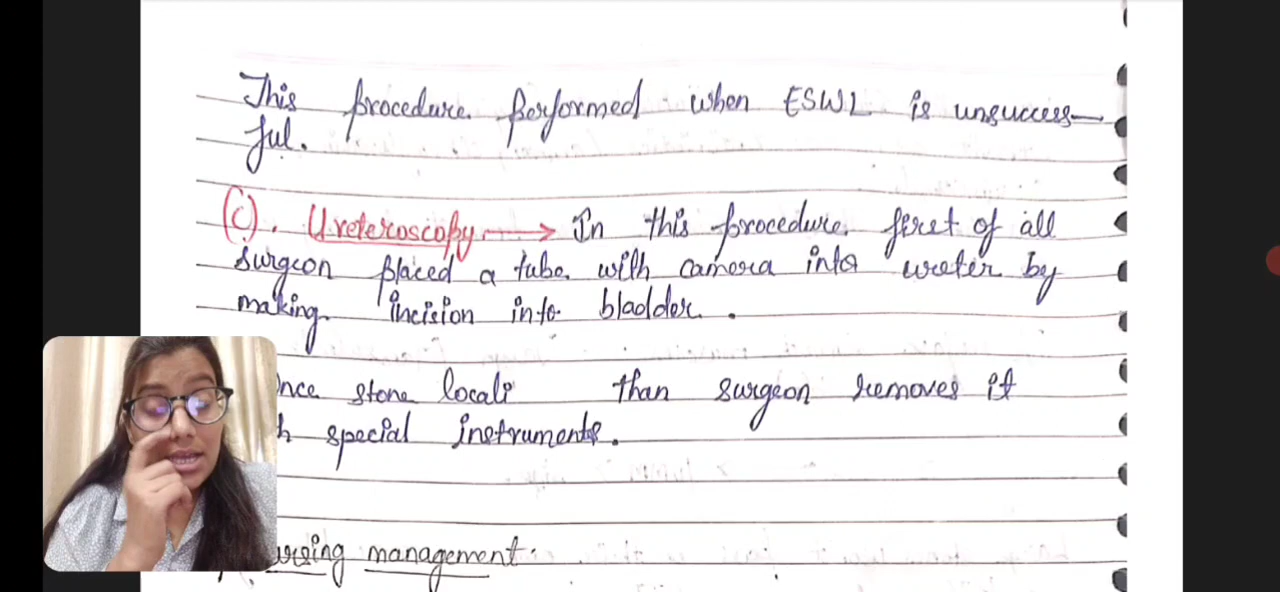 This procedure performed when ESWL is unsuccess-
ful.
(C). Ureteroscopy → In this procedure first of all
surgeon placed a tube with camera into ureter by
making incision into bladder.
nce stone locali than surgeon removes it
h special instruments.
ursing management: